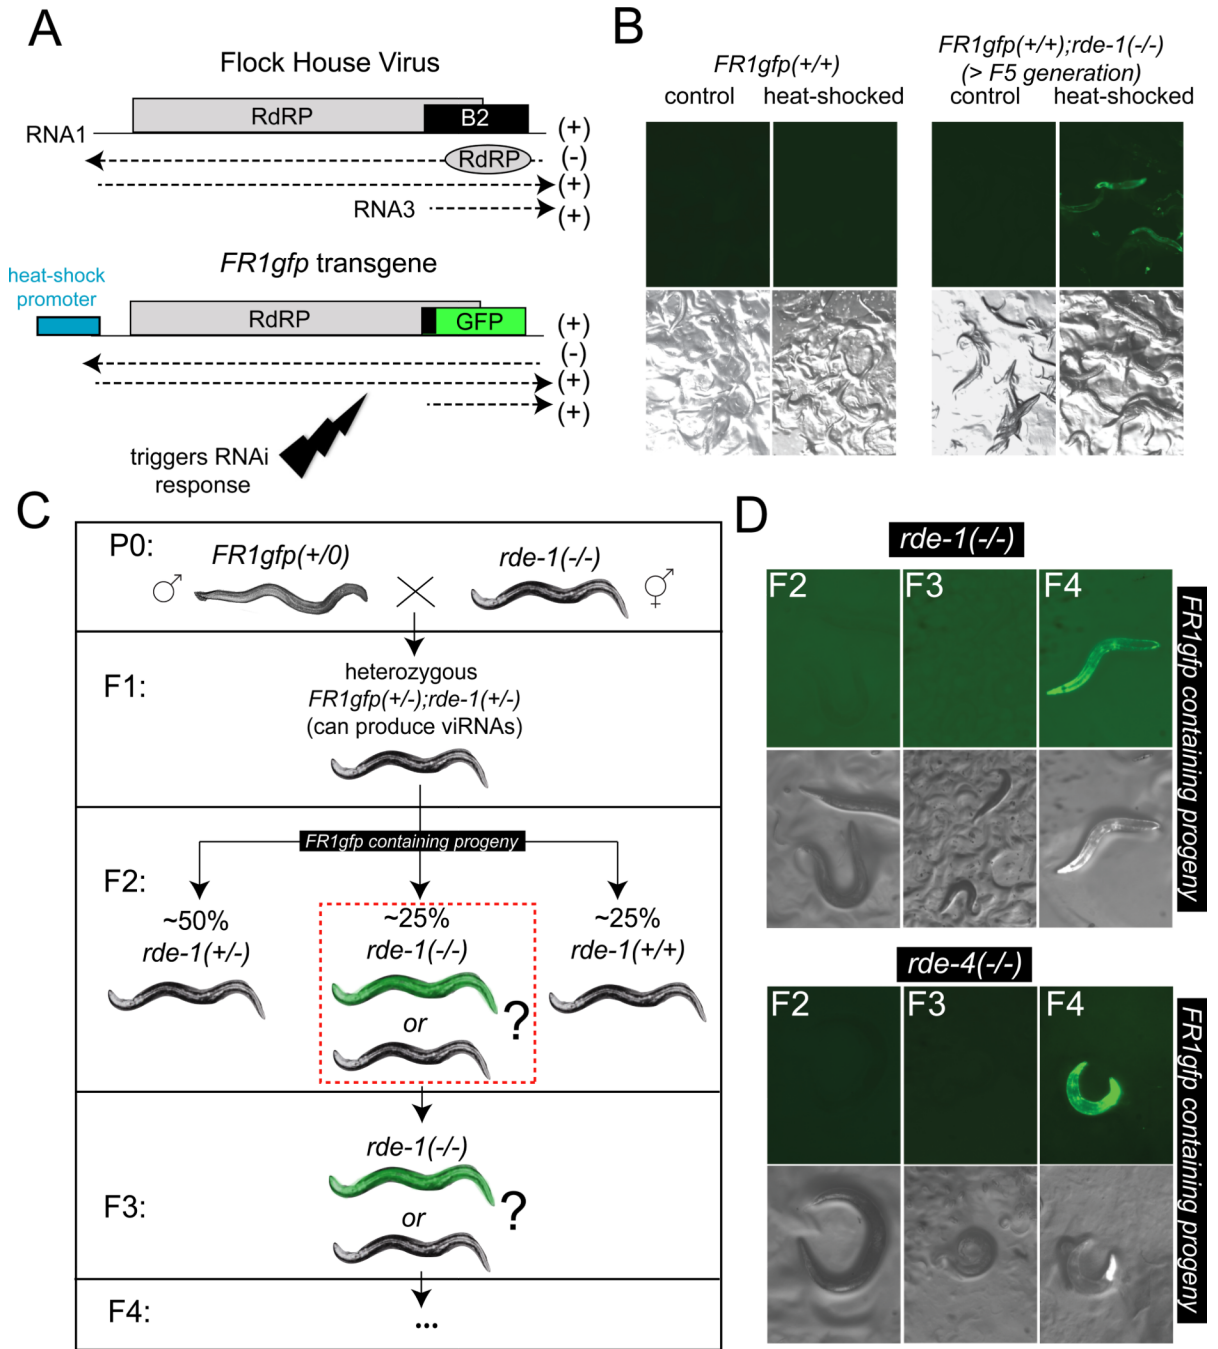 A
Flock House Virus
RdRP
B2
RNA1
(+)
RdRP
(-)
(+)
RNA3
(+)
FR1gfp transgene
heat-shock
promoter
RdRP
GFP
(+)
(-)
(+)
(+)
triggers RNAi
response
B
FR1gfp(+/+)
control
heat-shocked
FR1gfp(+/+);rde-1(-/-)
(> F5 generation)
control
heat-shocked
C
P0:
FR1gfp(+/0)
rde-1(-/-)
F1:
heterozygous
FR1gfp(+/-);rde-1(+/-)
(can produce viRNAs)
F2:
FR1gfp containing progeny
~50%
rde-1(+/-)
~25%
rde-1(-/-)
or
?
~25%
rde-1(+/+)
F3:
rde-1(-/-)
or
?
F4:
...
D
rde-1(-/-)
F2
F3
F4
FR1gfp containing progeny
rde-4(-/-)
F2
F3
F4
FR1gfp containing progeny